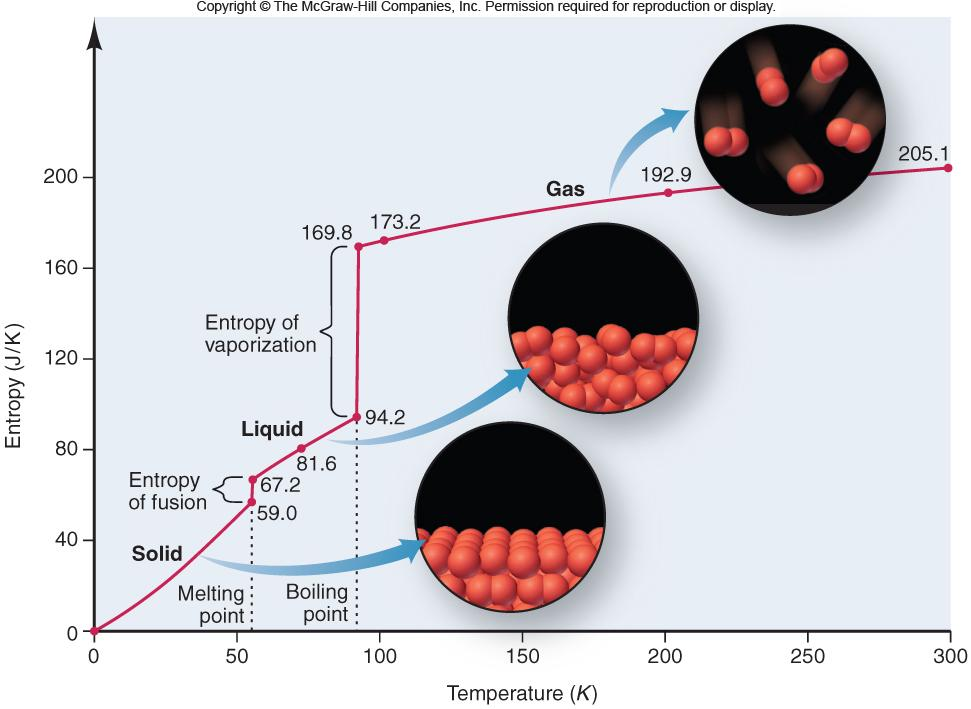 Copyright © The McGraw-Hill Companies, Inc. Permission required for reproduction or display.
Entropy (J/K)
200
160
120
80
40
0
205.1
192.9
Gas
173.2
169.8
Entropy of
vaporization
94.2
Liquid
81.6
Entropy
of fusion
67.2
59.0
Solid
Melting
point
Boiling
point
0
50
100
150
200
250
300
Temperature (K)